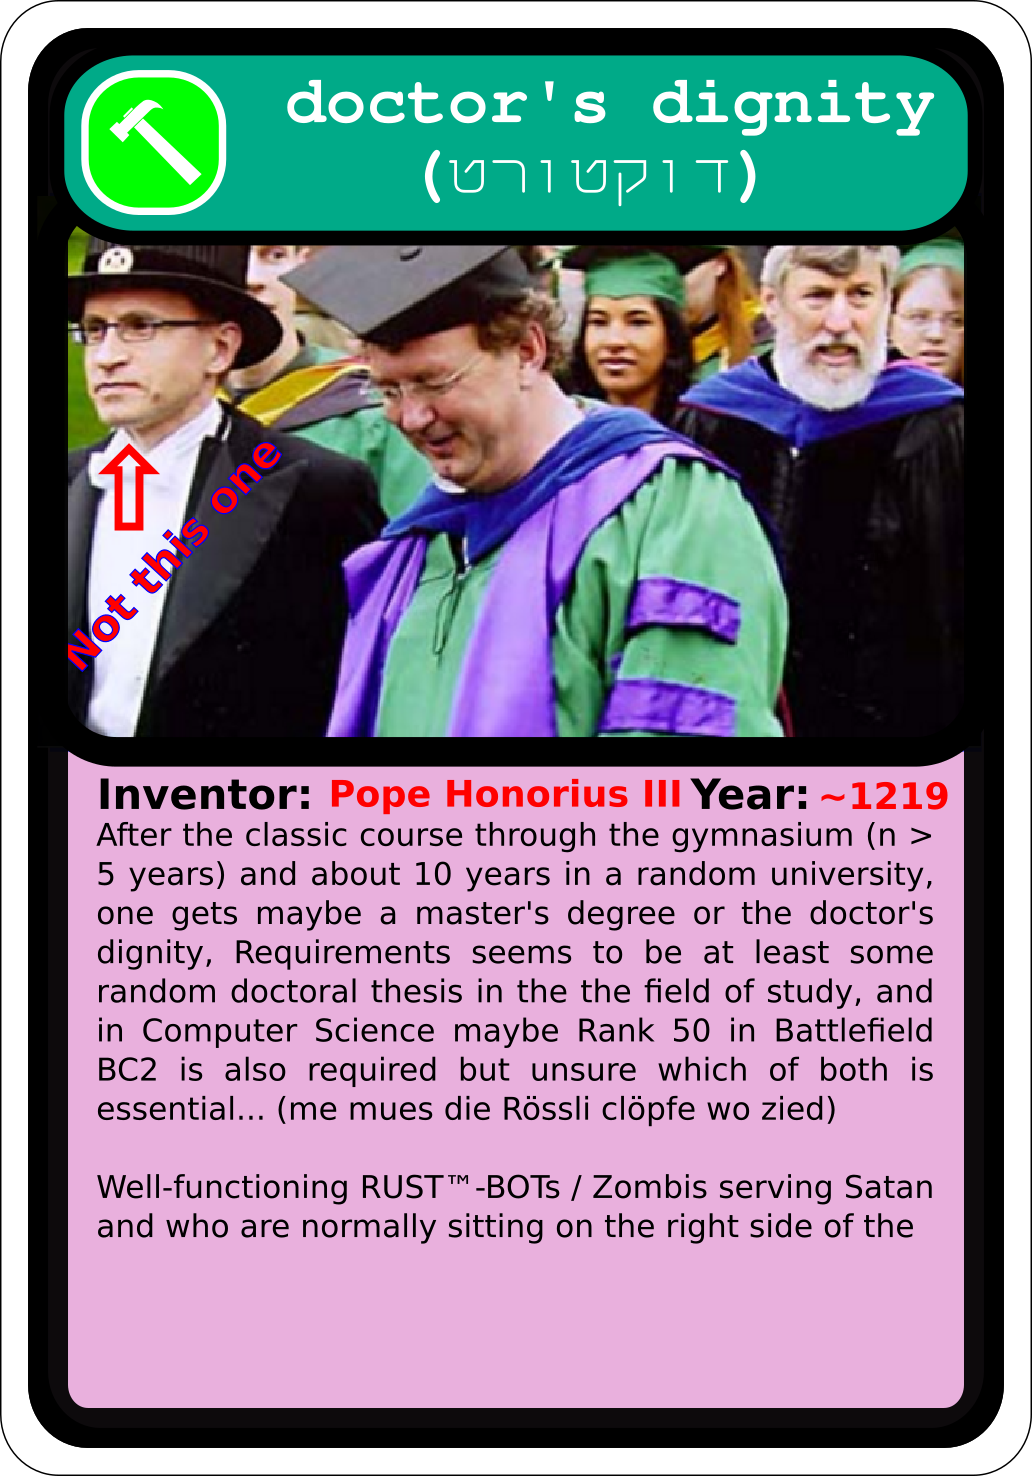 doctor's dignity
(דוקטורט)
Not this one
Inventor: Pope Honorius III Year: ~1219
After the classic course through the gymnasium (n >
5 years) and about 10 years in a random university,
one gets maybe a master's degree or the doctor's
dignity, Requirements seems to be at least some
random doctoral thesis in the the field of study, and
in Computer Science maybe Rank 50 in Battlefield
BC2 is also required but unsure which of both is
essential... (me mues die Rössli clöpfe wo zied)
Well-functioning RUST™-BOTs / Zombis serving Satan
and who are normally sitting on the right side of the